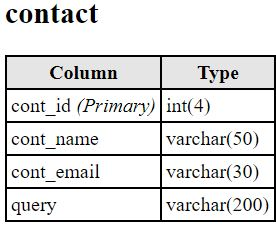 contact
Column Type
cont_id (Primary) int(4)
cont_name varchar(50)
cont_email varchar(30)
query varchar(200)